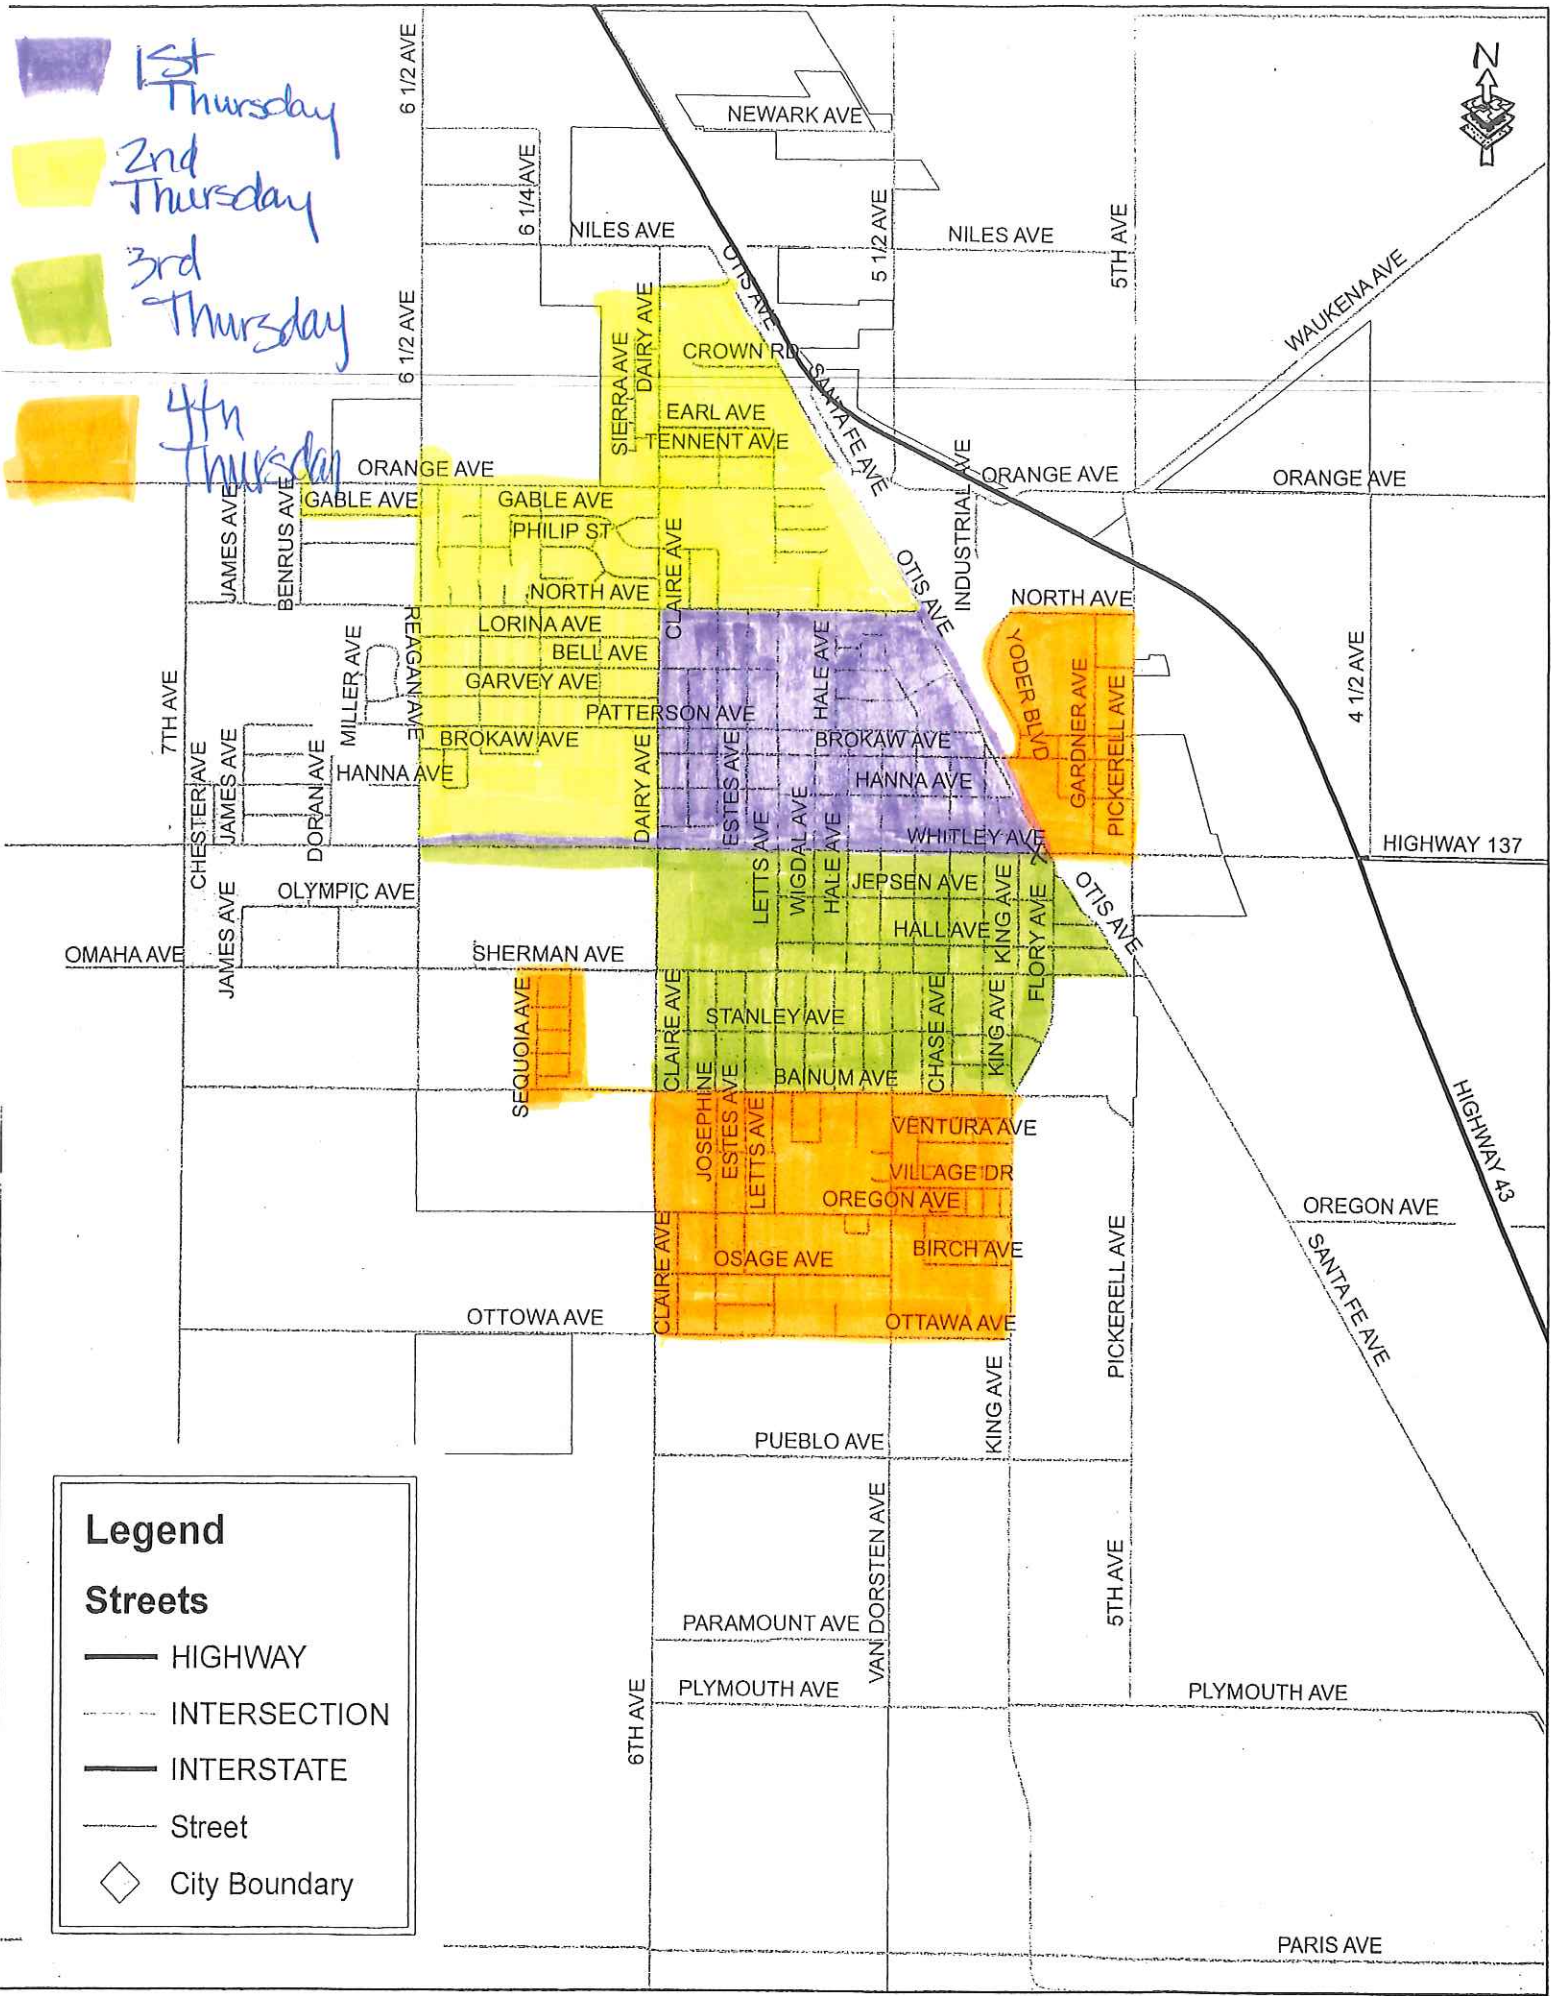 1st
Thursday
2nd
Thursday
3rd
Thursday
4th
Thursday
N
6 1/2 AVE
NEWARK AVE
6 1/4 AVE
NILES AVE
5 1/2 AVE
NILES AVE
5TH AVE
OTIS AVE
WAUKENA AVE
6 1/2 AVE
SIERRA AVE
DAIRY AVE
CROWN RD
SANTA FE AVE
EARL AVE
TENNENT AVE
ORANGE AVE
INDUSTRIAL AVE
ORANGE AVE
ORANGE AVE
JAMES AVE
BENRUS AVE
GABLE AVE
GABLE AVE
PHILIP ST
CLAIRE AVE
NORTH AVE
OTIS AVE
NORTH AVE
7TH AVE
MILLER AVE
REAGAN AVE
LORINA AVE
BELL AVE
GARVEY AVE
PATTERSON AVE
HALE AVE
YODER BLVD
GARDNER AVE
PICKERELL AVE
4 1/2 AVE
CHESTER AVE
JAMES AVE
DORAN AVE
BROKAW AVE
HANNA AVE
DAIRY AVE
ESTES AVE
BROKAW AVE
HANNA AVE
WHITLEY AVE
HIGHWAY 137
LETTS AVE
WIGDAL AVE
HALE AVE
JAMES AVE
OLYMPIC AVE
JEPSEN AVE
HALL AVE
KING AVE
FLORY AVE
OTIS AVE
OMAHA AVE
SHERMAN AVE
SEQUOIA AVE
CLAIRE AVE
STANLEY AVE
CHASE AVE
KING AVE
BAINUM AVE
JOSEPHINE
ESTES AVE
LETTS AVE
VENTURA AVE
VILLAGE DR
OREGON AVE
HIGHWAY 43
OREGON AVE
CLAIRE AVE
OSAGE AVE
BIRCH AVE
PICKERELL AVE
SANTA FE AVE
OTTOWA AVE
OTTAWA AVE
KING AVE
PUEBLO AVE
VAN DORSTEN AVE
5TH AVE
PARAMOUNT AVE
6TH AVE
PLYMOUTH AVE
PLYMOUTH AVE
PARIS AVE
Legend
Streets
HIGHWAY
INTERSECTION
INTERSTATE
Street
City Boundary